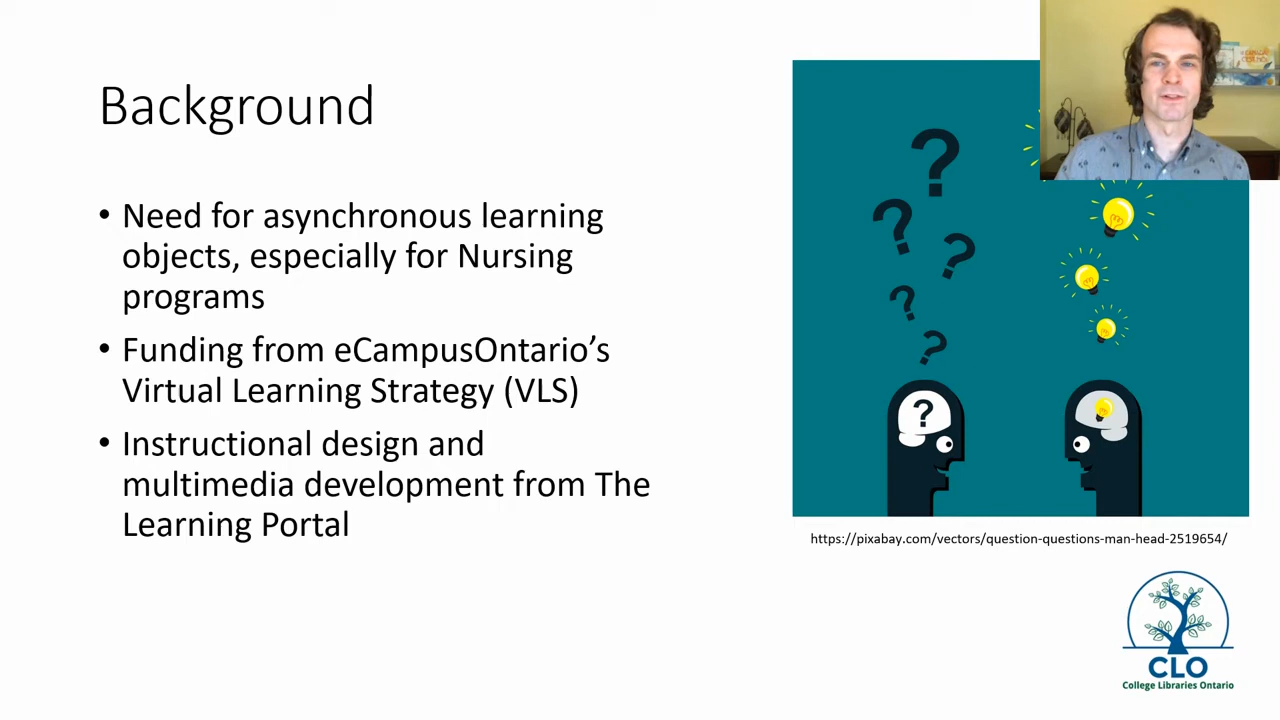 Background
• Need for asynchronous learning
objects, especially for Nursing
programs
• Funding from eCampusOntario’s
Virtual Learning Strategy (VLS)
• Instructional design and
multimedia development from The
Learning Portal
?
?
?
?
?
?
https://pixabay.com/vectors/question-questions-man-head-2519654/
CLO
College Libraries Ontario